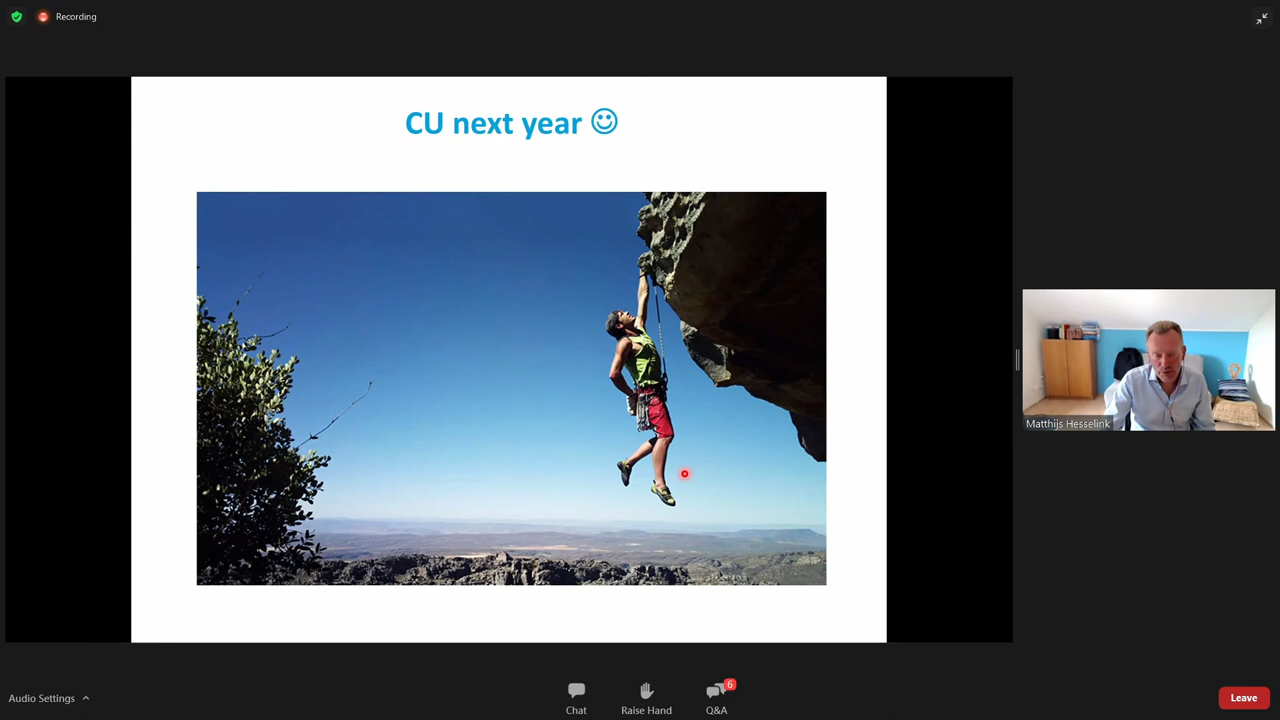 Recording
CU next year ☺
Matthijs Hesselink
Audio Settings
Chat
Raise Hand
6
Q&A
Leave